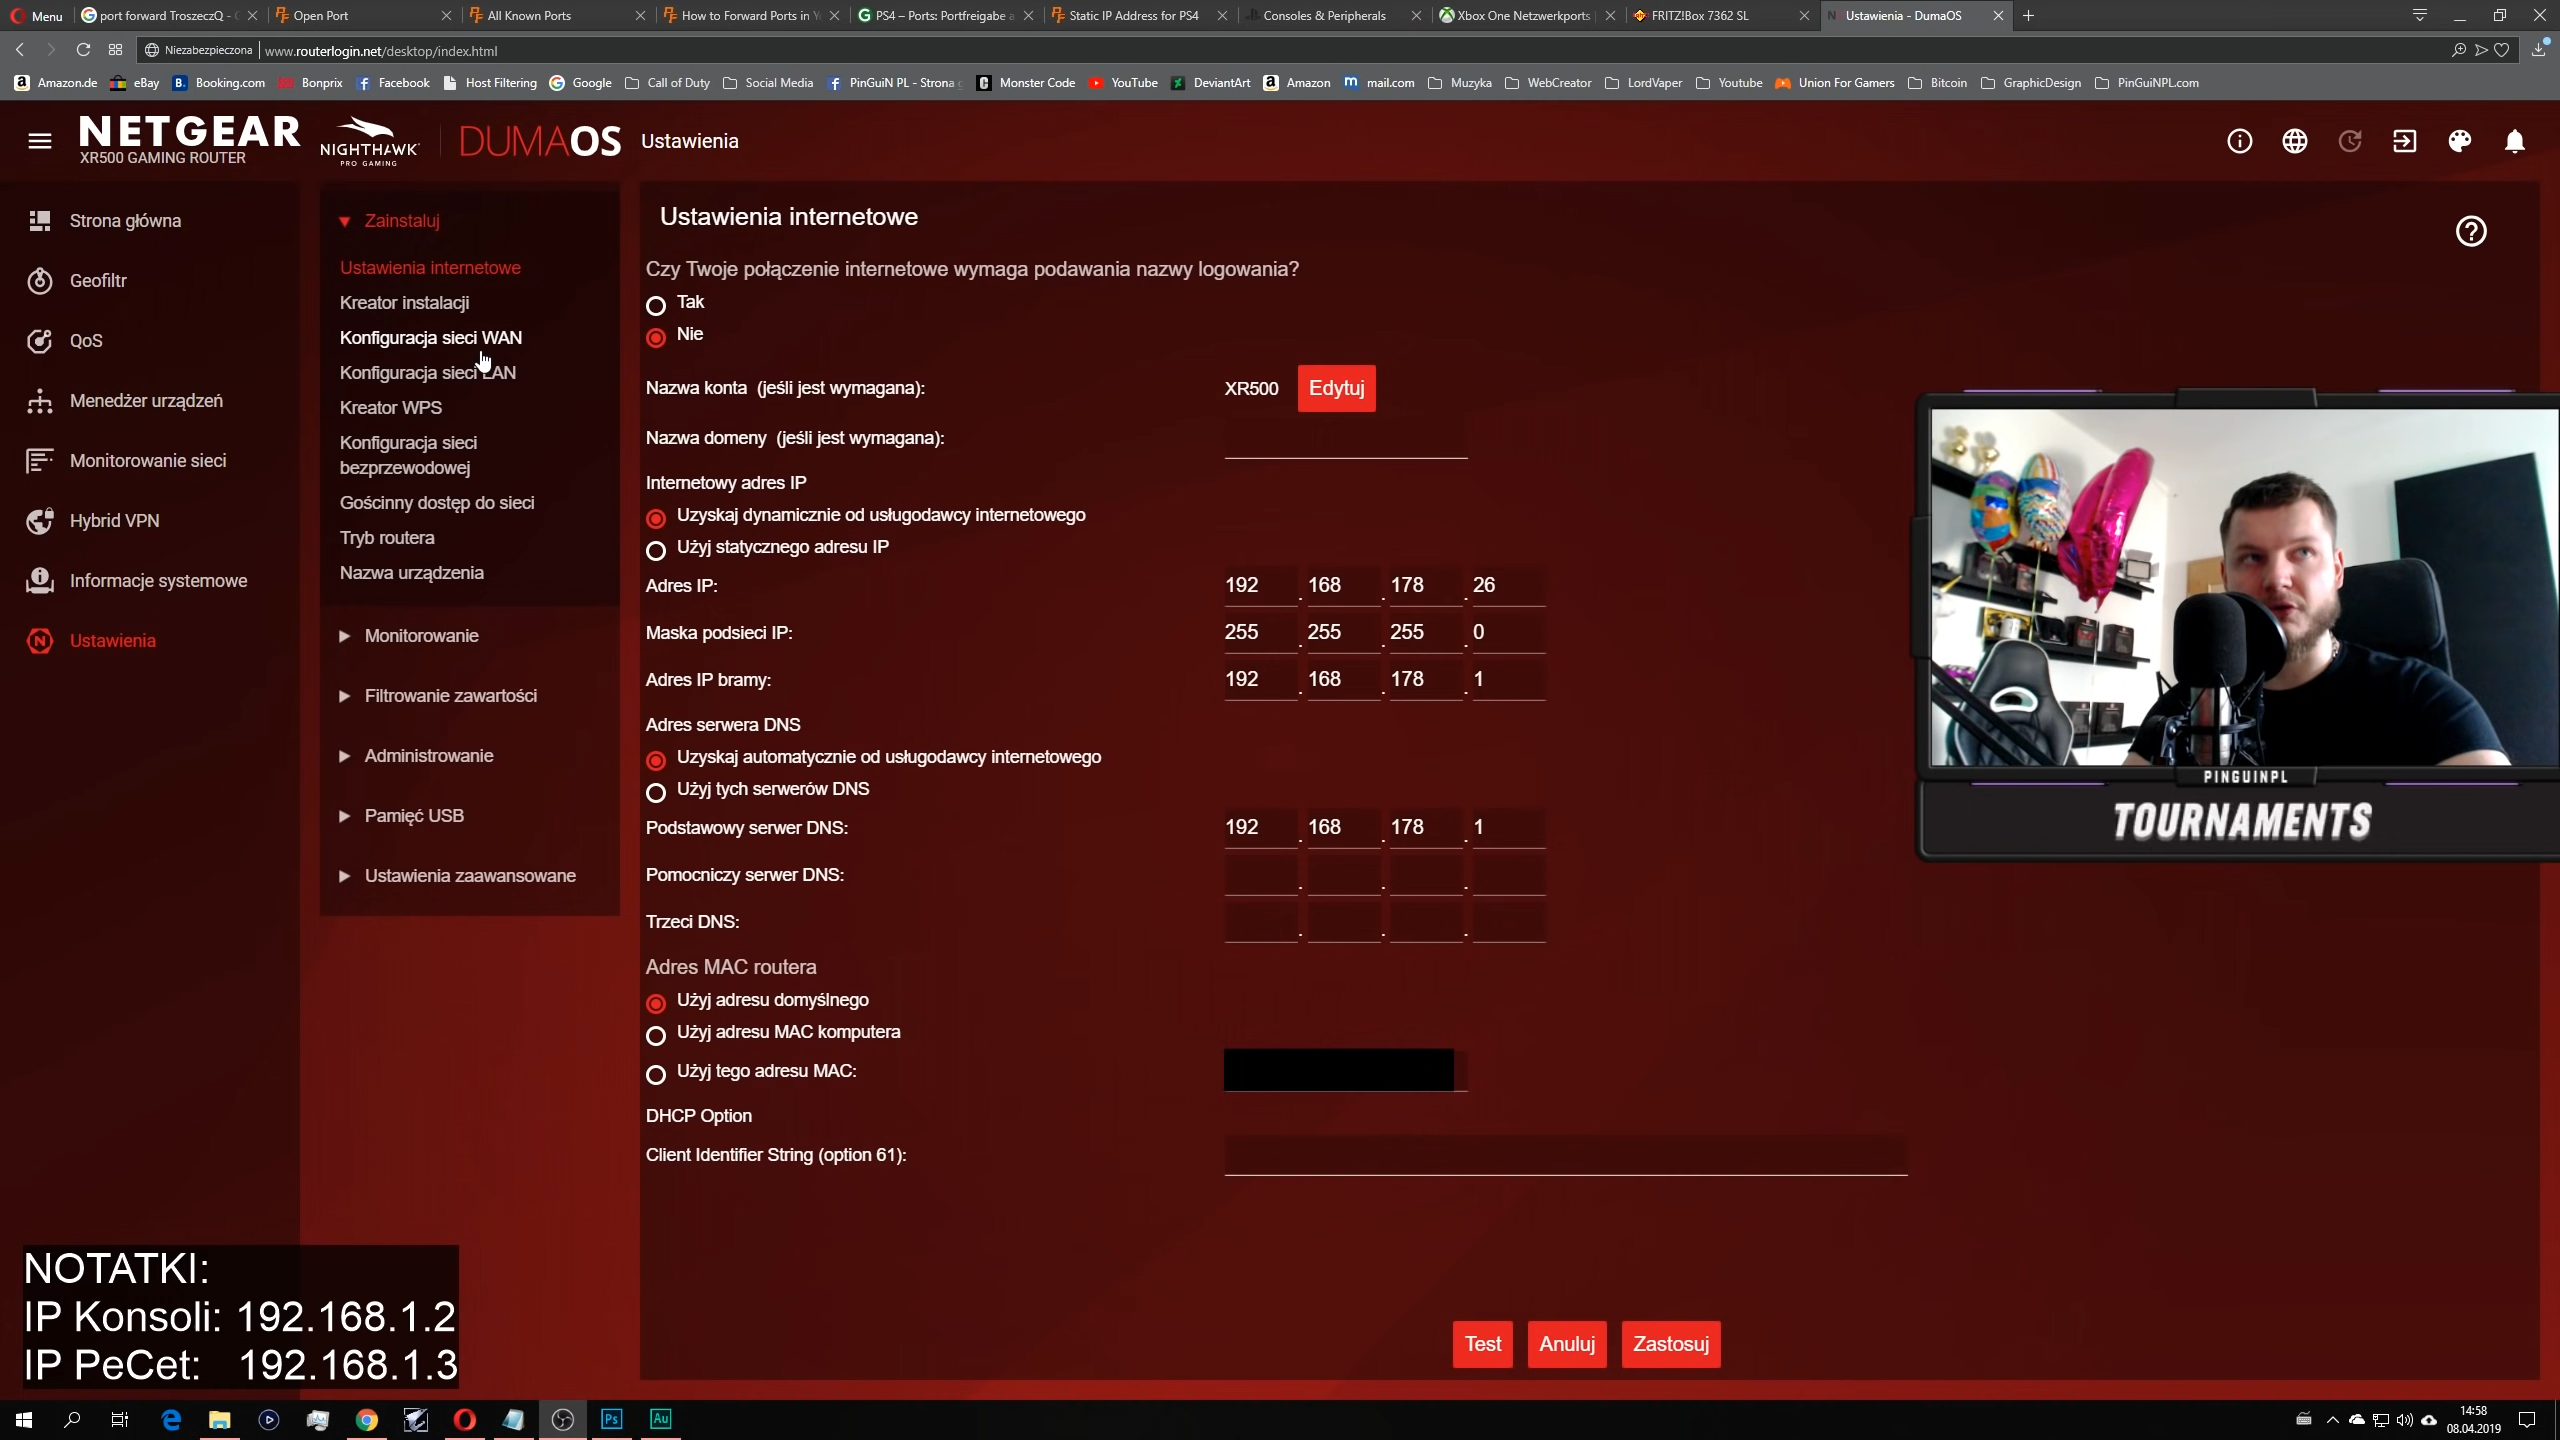 Menu
port forward TroszeczQ -
Open Port
All Known Ports
How to Forward Ports in Y
PS4 – Ports: Portfreigabe a
Static IP Address for PS4
Consoles & Peripherals
Xbox One Netzwerkports
FRITZ!Box 7362 SL
Ustawienia - DumaOS
Niezabezpieczona
www.routerlogin.net/desktop/index.html
Amazon.de
eBay
Booking.com
Bonprix
Facebook
Host Filtering
Google
Call of Duty
Social Media
PinGuiN PL - Strona g
Monster Code
YouTube
DeviantArt
Amazon
mail.com
Muzyka
WebCreator
LordVaper
Youtube
Union For Gamers
Bitcoin
GraphicDesign
PinGuiNPL.com
NETGEAR
XR500 GAMING ROUTER
NIGHTHAWK
PRO GAMING
DUMAOS
Ustawienia
Strona główna
Geofiltr
QoS
Menedżer urządzeń
Monitorowanie sieci
Hybrid VPN
Informacje systemowe
Ustawienia
Zainstaluj
Ustawienia internetowe
Kreator instalacji
Konfiguracja sieci WAN
Konfiguracja sieci LAN
Kreator WPS
Konfiguracja sieci
bezprzewodowej
Gościnny dostęp do sieci
Tryb routera
Nazwa urządzenia
Monitorowanie
Filtrowanie zawartości
Administrowanie
Pamięć USB
Ustawienia zaawansowane
Ustawienia internetowe
Czy Twoje połączenie internetowe wymaga podawania nazwy logowania?
Tak
Nie
Nazwa konta (jeśli jest wymagana): XR500 Edytuj
Nazwa domeny (jeśli jest wymagana):
Internetowy adres IP
Uzyskaj dynamicznie od usługodawcy internetowego
Użyj statycznego adresu IP
Adres IP: 192 . 168 . 178 . 26
Maska podsieci IP: 255 . 255 . 255 . 0
Adres IP bramy: 192 . 168 . 178 . 1
Adres serwera DNS
Uzyskaj automatycznie od usługodawcy internetowego
Użyj tych serwerów DNS
Podstawowy serwer DNS: 192 . 168 . 178 . 1
Pomocniczy serwer DNS: . . .
Trzeci DNS: . . .
Adres MAC routera
Użyj adresu domyślnego
Użyj adresu MAC komputera
Użyj tego adresu MAC:
DHCP Option
Client Identifier String (option 61):
Test
Anuluj
Zastosuj
PINGUINPL
TOURNAMENTS
NOTATKI:
IP Konsoli: 192.168.1.2
IP PeCet: 192.168.1.3
Ps
Au
14:58
08.04.2019